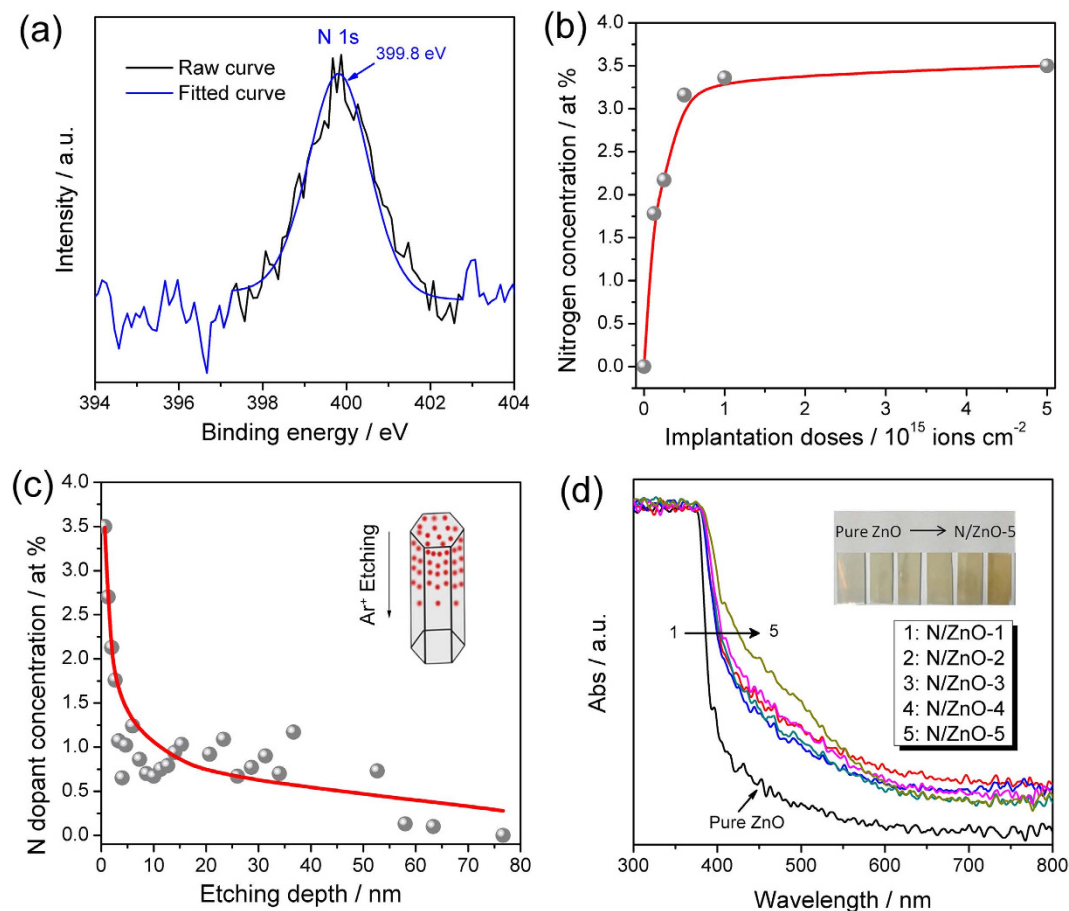 (a)
N 1s
399.8 eV
Raw curve
Fitted curve
Intensity / a.u.
394 396 398 400 402 404
Binding energy / eV
(b)
4.0
3.5
3.0
2.5
2.0
1.5
1.0
0.5
0.0
Nitrogen concentration / at %
0 1 2 3 4 5
Implantation doses / 10¹⁵ ions cm⁻²
(c)
4.0
3.5
3.0
2.5
2.0
1.5
1.0
0.5
0.0
N dopant concentration / at %
Ar⁺ Etching
0 10 20 30 40 50 60 70 80
Etching depth / nm
(d)
Pure ZnO → N/ZnO-5
1 → 5
1: N/ZnO-1
2: N/ZnO-2
3: N/ZnO-3
4: N/ZnO-4
5: N/ZnO-5
Pure ZnO
Abs / a.u.
300 400 500 600 700 800
Wavelength / nm